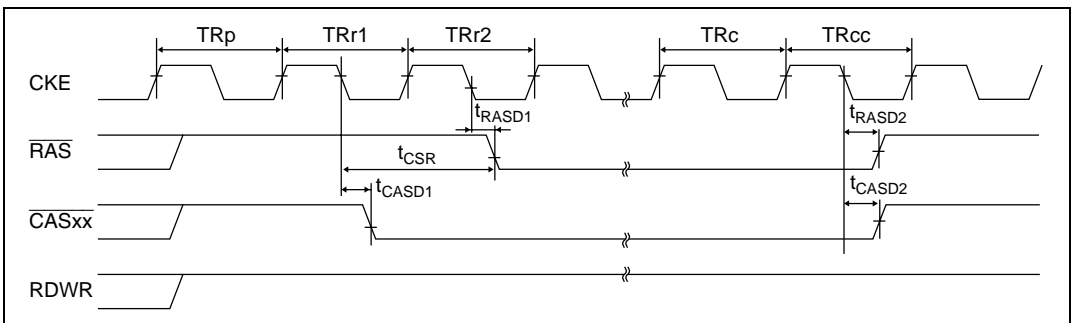 TRp TRr1 TRr2 TRc TRcc
CKE
tRASD1 tRASD2
RAS
tCSR
tCASD1 tCASD2
CASxx
RDWR